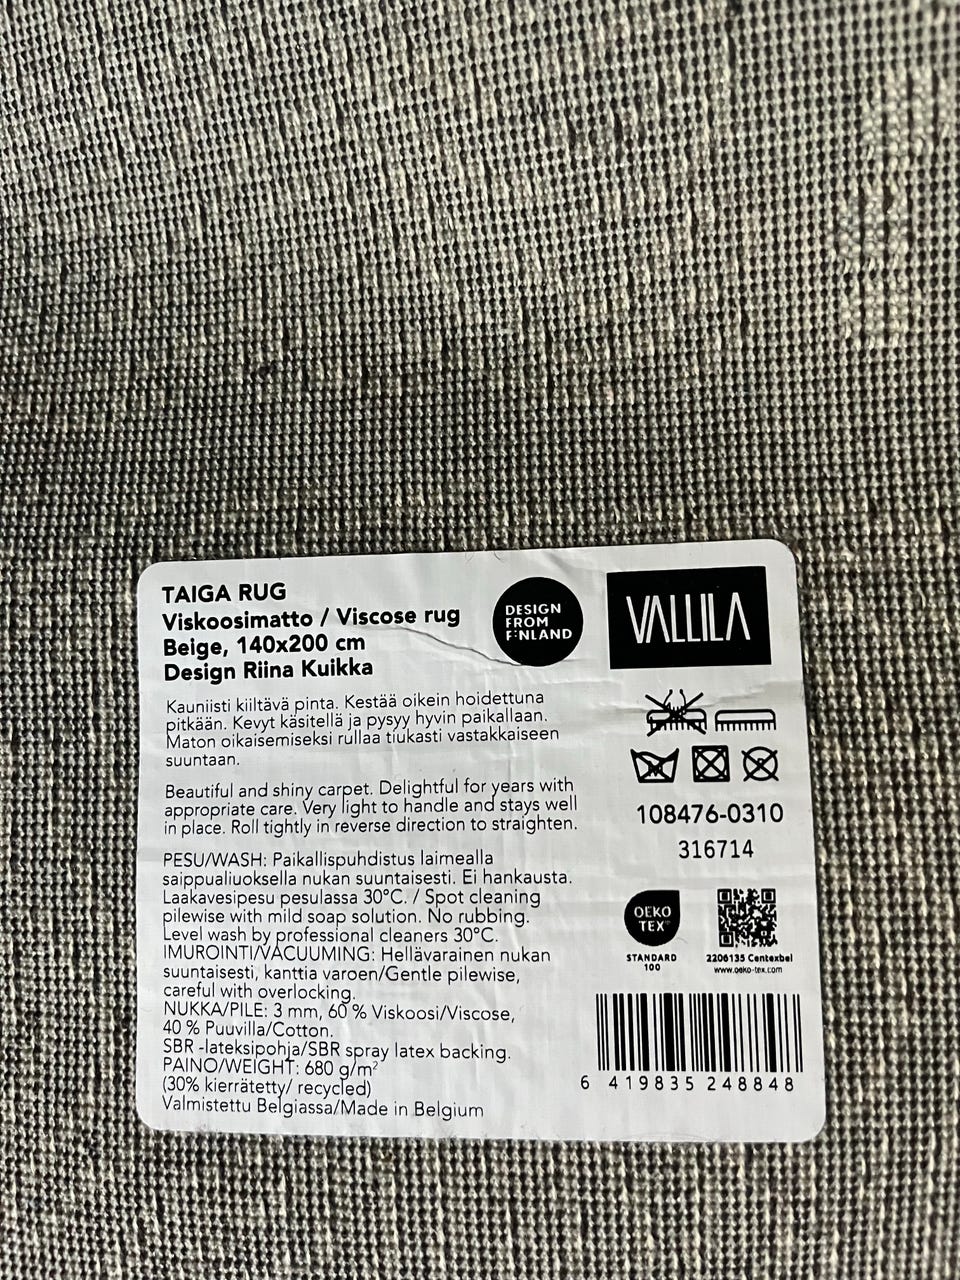 TAIGA RUG
Viskoosimatto / Viscose rug
Beige, 140x200 cm
Design Riina Kuikka
DESIGN
FROM
FINLAND
VALLILA
Kauniisti kiiltävä pinta. Kestää oikein hoidettuna
pitkään. Kevyt käsitellä ja pysyy hyvin paikallaan.
Maton oikaisemiseksi rullaa tiukasti vastakkaiseen
suuntaan.
Beautiful and shiny carpet. Delightful for years with
appropriate care. Very light to handle and stays well
in place. Roll tightly in reverse direction to straighten.
PESU/WASH: Paikallispuhdistus laimealla
saippualiuoksella nukan suuntaisesti. Ei hankausta.
Laakavesipesu pesulassa 30°C. / Spot cleaning
pilewise with mild soap solution. No rubbing.
Level wash by professional cleaners 30°C.
IMUROINTI/VACUUMING: Hellävarainen nukan
suuntaisesti, kanttia varoen/Gentle pilewise,
careful with overlocking.
NUKKA/PILE: 3 mm, 60 % Viskoosi/Viscose,
40 % Puuvilla/Cotton.
SBR -lateksipohja/SBR spray latex backing.
PAINO/WEIGHT: 680 g/m²
(30% kierrätetty/ recycled)
Valmistettu Belgiassa/Made in Belgium
108476-0310
316714
OEKO
TEX®
STANDARD
100
2206135 Centexbel
www.oeko-tex.com
6 419835 248848